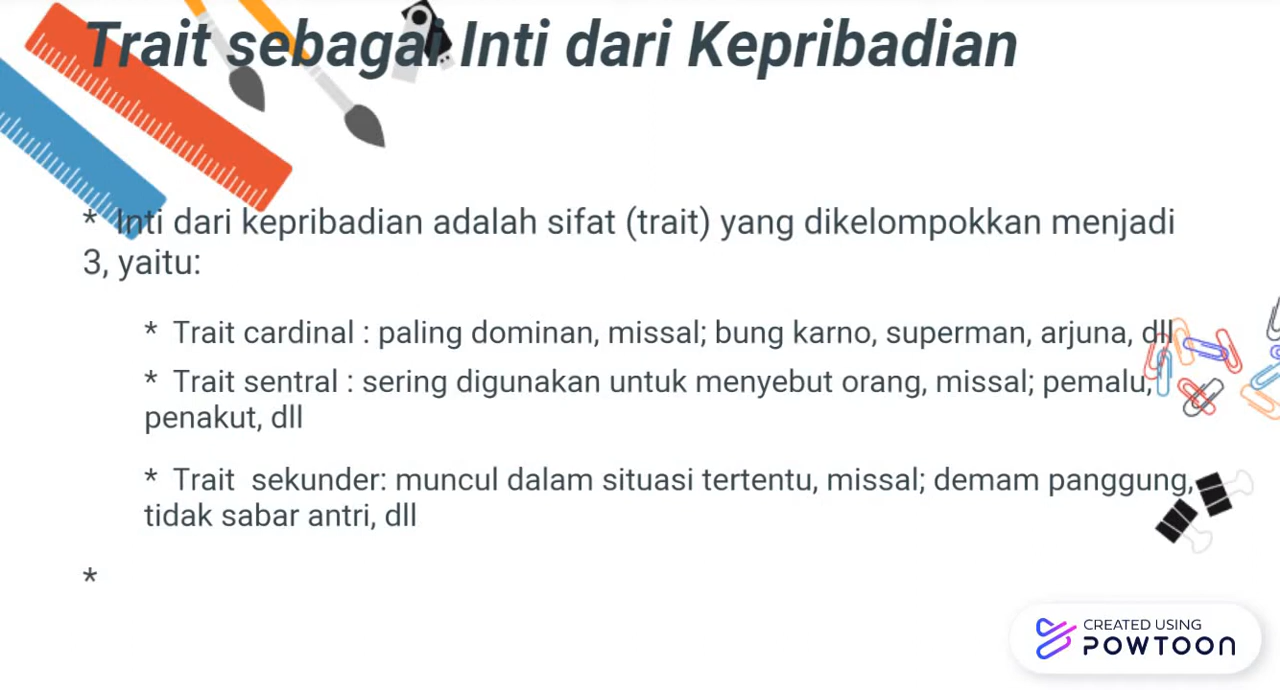 Trait sebagai Inti dari Kepribadian
* Inti dari kepribadian adalah sifat (trait) yang dikelompokkan menjadi
3, yaitu:
* Trait cardinal : paling dominan, missal; bung karno, superman, arjuna, dll
* Trait sentral : sering digunakan untuk menyebut orang, missal; pemalu,
penakut, dll
* Trait  sekunder: muncul dalam situasi tertentu, missal; demam panggung,
tidak sabar antri, dll
*
CREATED USING
POWTOON